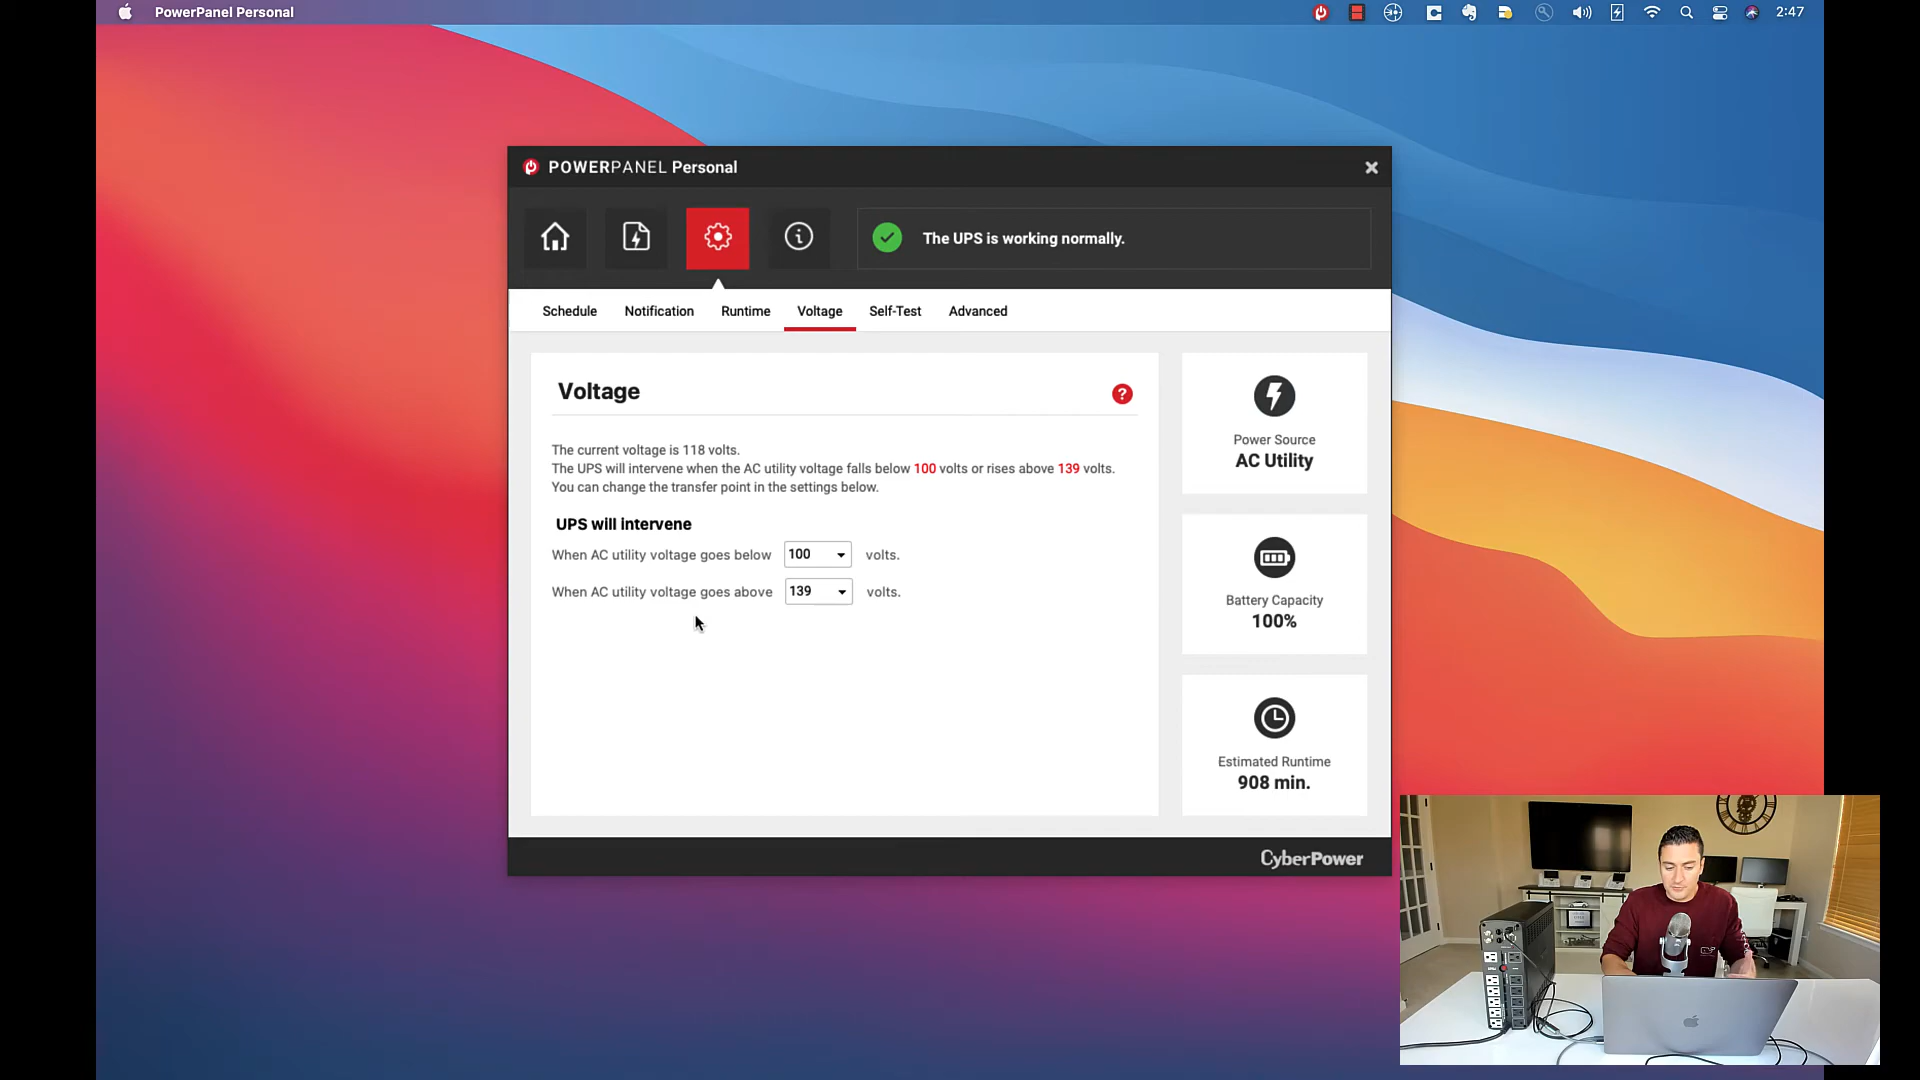 PowerPanel Personal
2:47
POWERPANEL Personal
The UPS is working normally.
Schedule Notification Runtime Voltage Self-Test Advanced
Voltage
?
The current voltage is 118 volts.
The UPS will intervene when the AC utility voltage falls below 100 volts or rises above 139 volts.
You can change the transfer point in the settings below.
UPS will intervene
When AC utility voltage goes below 100 volts.
When AC utility voltage goes above 139 volts.
Power Source
AC Utility
Battery Capacity
100%
Estimated Runtime
908 min.
CyberPower